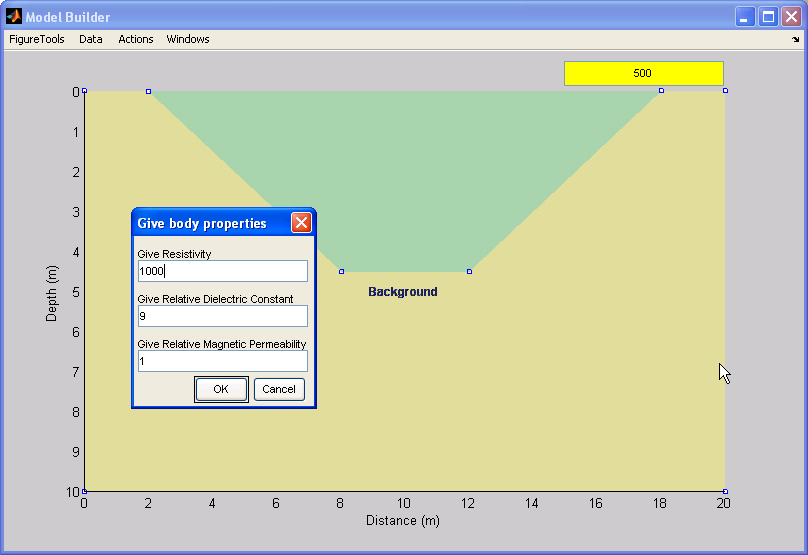 Model Builder
FigureTools Data Actions Windows
500
0
1
2
3
4
5
6
7
8
9
10
Depth (m)
Give body properties
Give Resistivity
1000
Give Relative Dielectric Constant
9
Give Relative Magnetic Permeability
1
OK Cancel
Background
0 2 4 6 8 10 12 14 16 18 20
Distance (m)